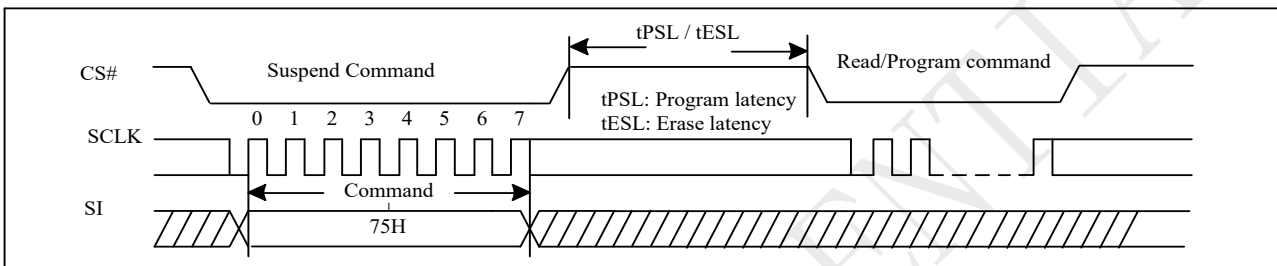 tPSL / tESL
CS#
Suspend Command
Read/Program command
tPSL: Program latency
tESL: Erase latency
0 1 2 3 4 5 6 7
SCLK
Command
SI
75H